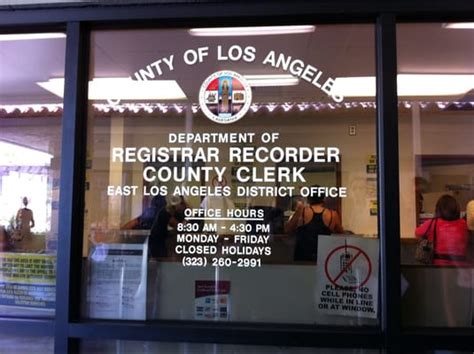 COUNTY OF LOS ANGELES
DEPARTMENT OF
REGISTRAR RECORDER
COUNTY CLERK
EAST LOS ANGELES DISTRICT OFFICE
OFFICE HOURS
8:30 AM - 4:30 PM
MONDAY - FRIDAY
CLOSED HOLIDAYS
(323) 260-2991
PLEASE, NO
CELL PHONES
WHILE IN LINE
OR AT WINDOW.